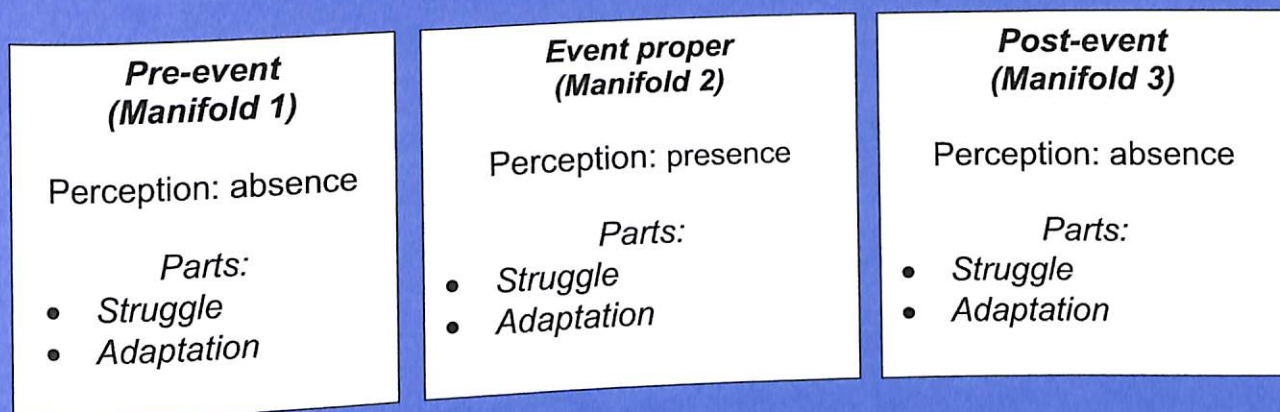 Pre-event
(Manifold 1)
Perception: absence
Parts:
• Struggle
• Adaptation
Event proper
(Manifold 2)
Perception: presence
Parts:
• Struggle
• Adaptation
Post-event
(Manifold 3)
Perception: absence
Parts:
• Struggle
• Adaptation